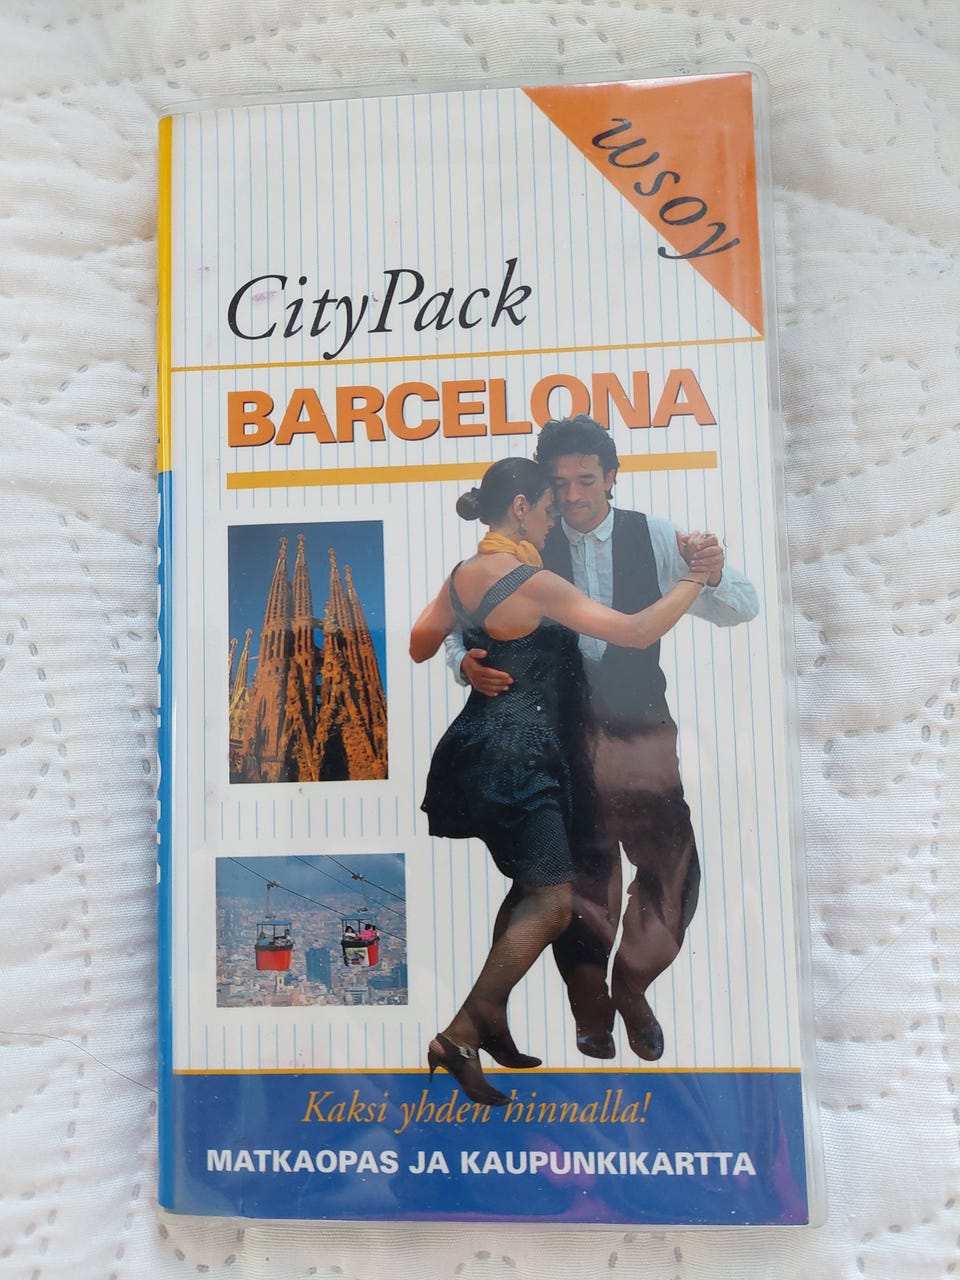 wsoy
CityPack
BARCELONA
Kaksi yhden hinnalla!
MATKAOPAS JA KAUPUNKIKARTTA